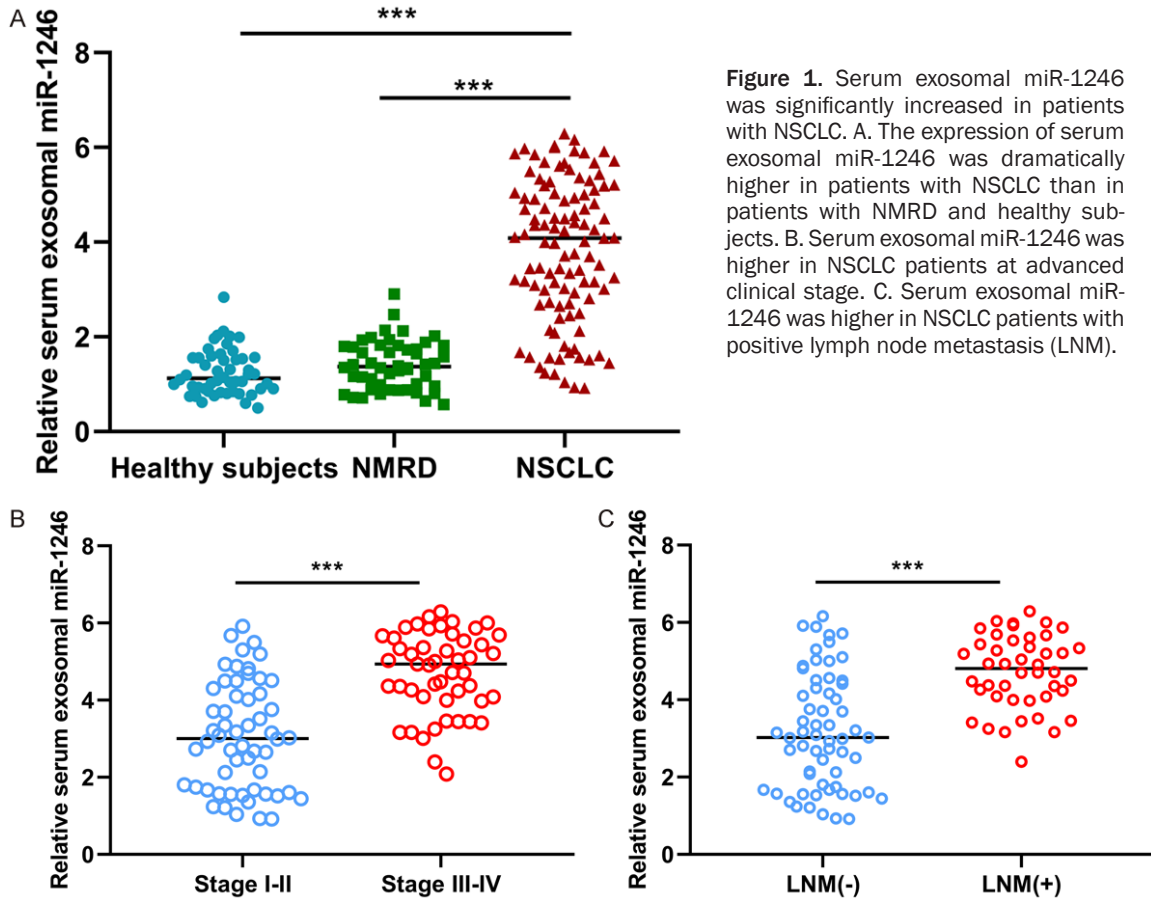 A
Relative serum exosomal miR-1246
8
6
4
2
0
***
***
Healthy subjects
NMRD
NSCLC
Figure 1. Serum exosomal miR-1246
was significantly increased in patients
with NSCLC. A. The expression of serum
exosomal miR-1246 was dramatically
higher in patients with NSCLC than in
patients with NMRD and healthy sub-
jects. B. Serum exosomal miR-1246 was
higher in NSCLC patients at advanced
clinical stage. C. Serum exosomal miR-
1246 was higher in NSCLC patients with
positive lymph node metastasis (LNM).
B
Relative serum exosomal miR-1246
8
6
4
2
0
***
Stage I-II
Stage III-IV
C
Relative serum exosomal miR-1246
8
6
4
2
0
***
LNM(-)
LNM(+)